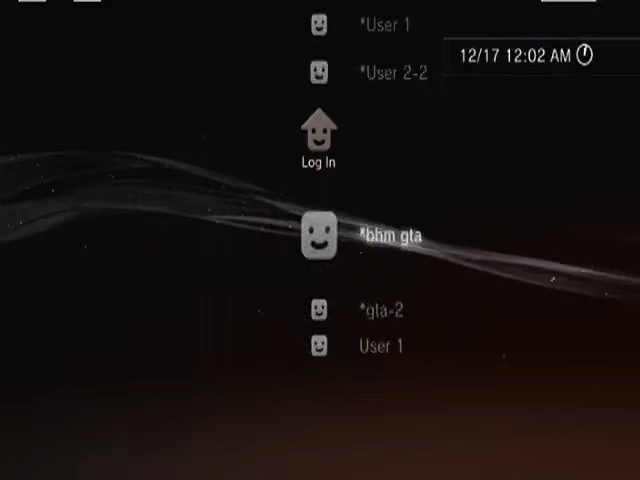 *User 1
12/17 12:02 AM
*User 2-2
Log In
*bhm gta
*gta-2
User 1